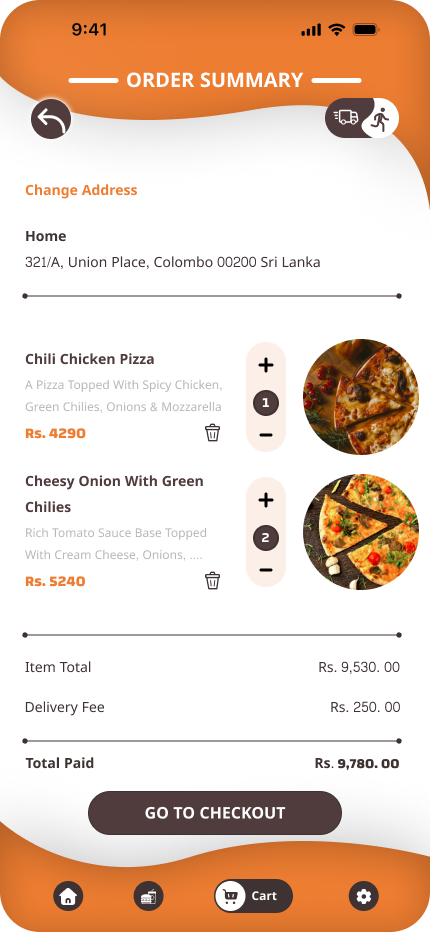 9:41
ORDER SUMMARY
Change Address
Home
321/A, Union Place, Colombo 00200 Sri Lanka
Chili Chicken Pizza
A Pizza Topped With Spicy Chicken,
Green Chilies, Onions & Mozzarella
Rs. 4290
1
Cheesy Onion With Green
Chilies
Rich Tomato Sauce Base Topped
With Cream Cheese, Onions, ....
Rs. 5240
2
Item Total Rs. 9,530. 00
Delivery Fee Rs. 250. 00
Total Paid Rs. 9,780. 00
GO TO CHECKOUT
Cart